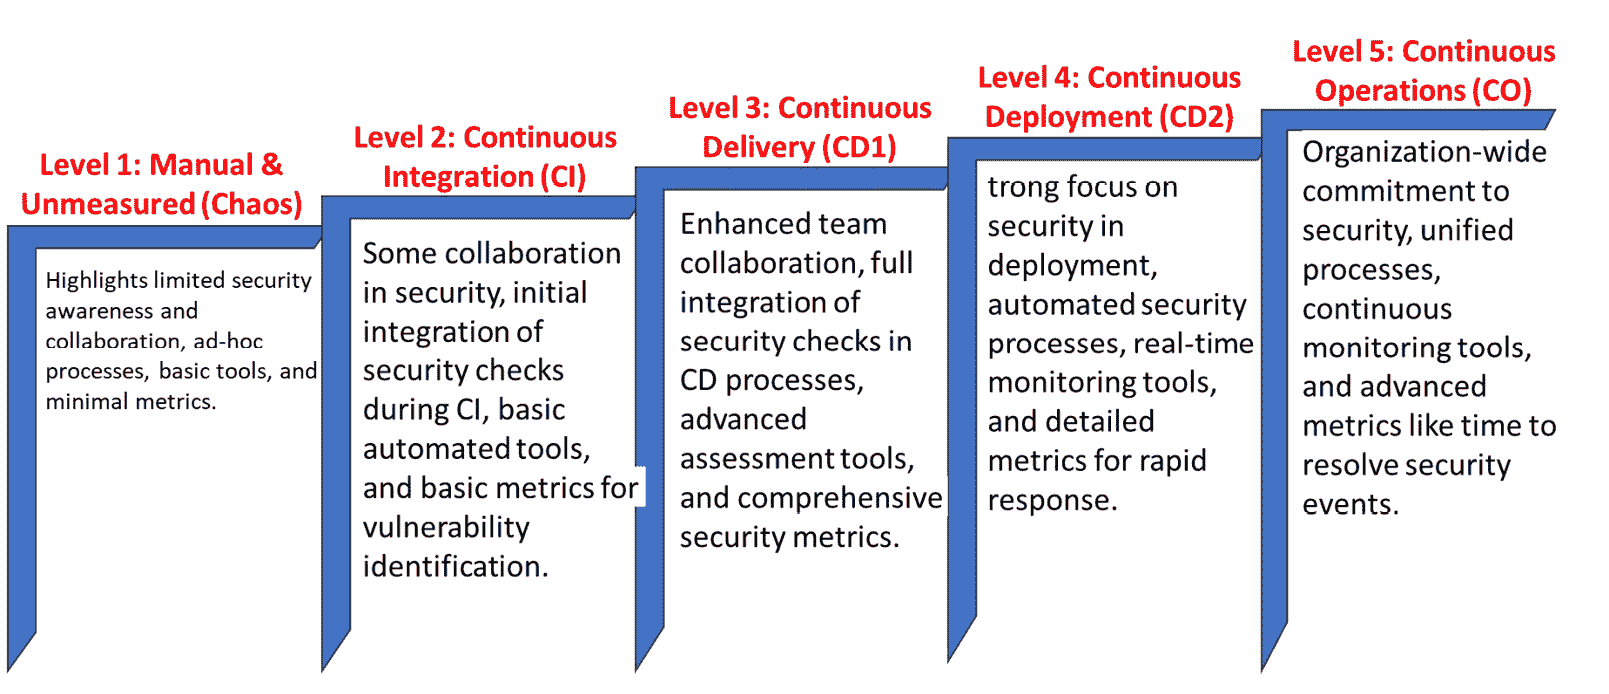 Level 1: Manual &
Unmeasured (Chaos)
Highlights limited security
awareness and
collaboration, ad-hoc
processes, basic tools, and
minimal metrics.
Level 2: Continuous
Integration (CI)
Some collaboration
in security, initial
integration of
security checks
during CI, basic
automated tools,
and basic metrics for
vulnerability
identification.
Level 3: Continuous
Delivery (CD1)
Enhanced team
collaboration, full
integration of
security checks in
CD processes,
advanced
assessment tools,
and comprehensive
security metrics.
Level 4: Continuous
Deployment (CD2)
trong focus on
security in
deployment,
automated security
processes, real-time
monitoring tools,
and detailed
metrics for rapid
response.
Level 5: Continuous
Operations (CO)
Organization-wide
commitment to
security, unified
processes,
continuous
monitoring tools,
and advanced
metrics like time to
resolve security
events.